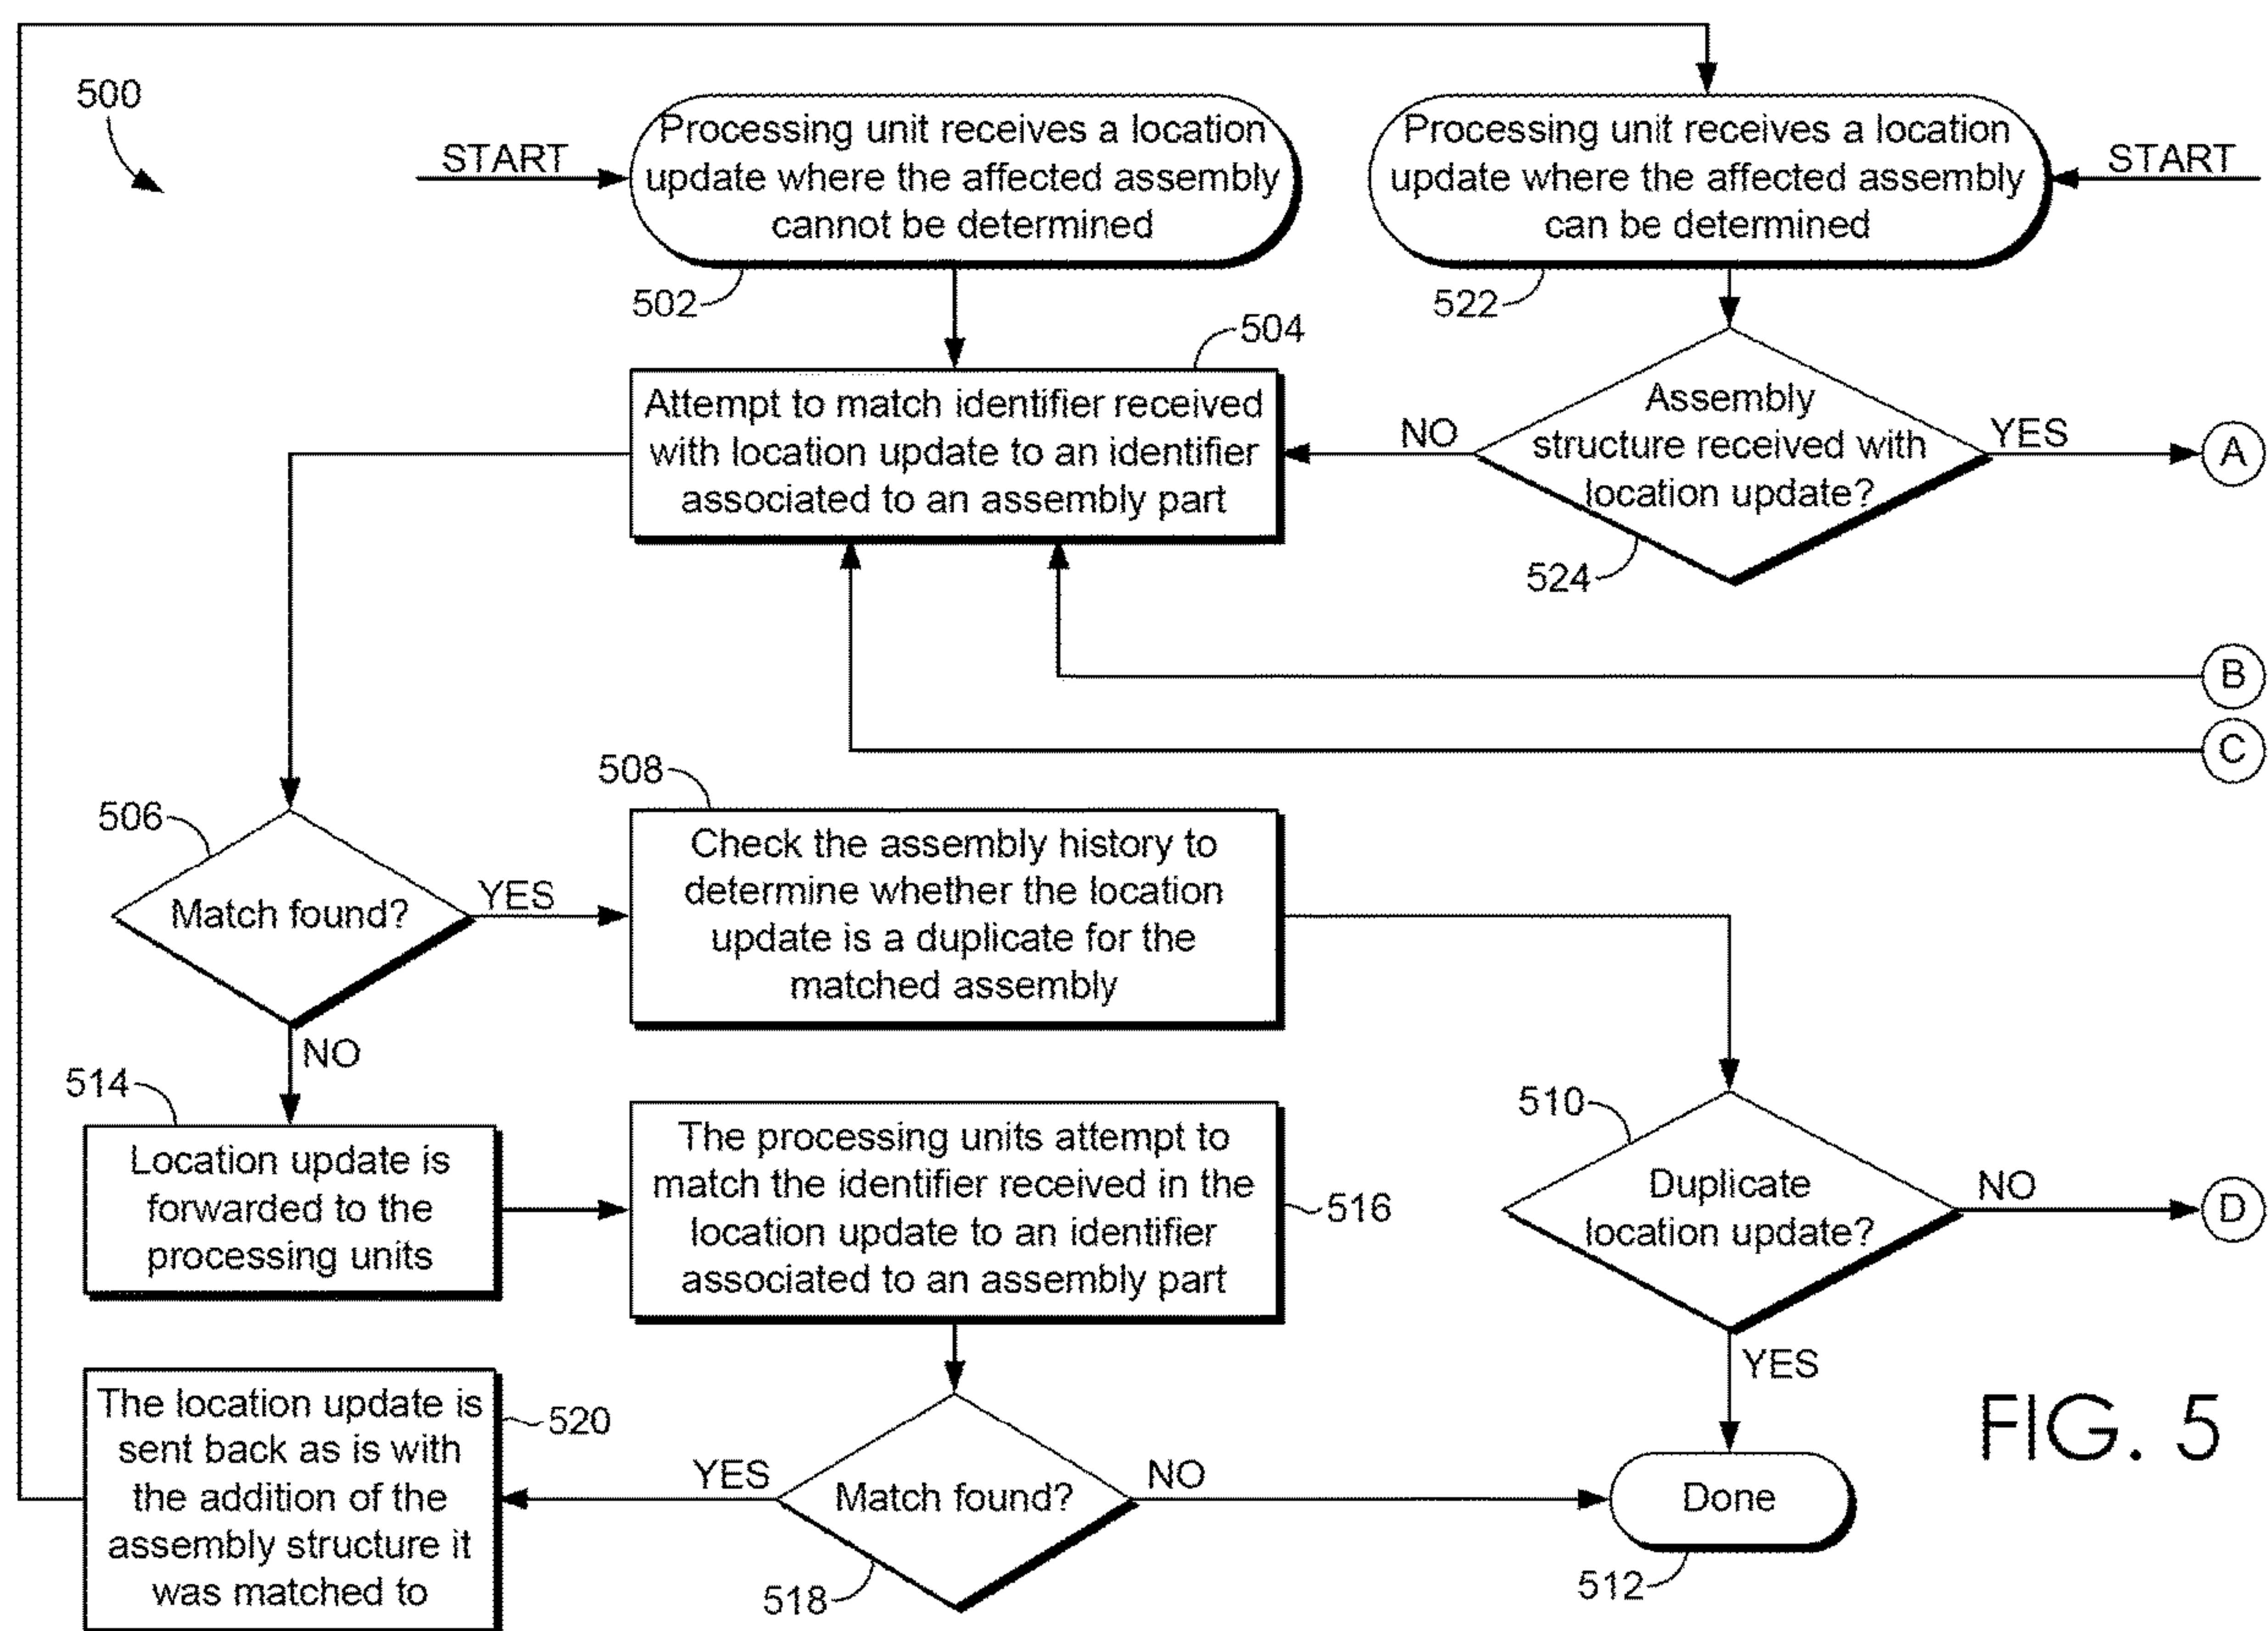 500
START
Processing unit receives a location
update where the affected assembly
cannot be determined
502
Processing unit receives a location
update where the affected assembly
can be determined
START
522
504
Attempt to match identifier received
with location update to an identifier
associated to an assembly part
NO
Assembly
structure received with
location update?
YES
A
524
B
C
506
Match found?
YES
508
Check the assembly history to
determine whether the location
update is a duplicate for the
matched assembly
NO
514
Location update is
forwarded to the
processing units
The processing units attempt to
match the identifier received in the
location update to an identifier
associated to an assembly part
516
510
Duplicate
location update?
NO
D
YES
The location update is
sent back as is with
the addition of the
assembly structure it
was matched to
520
YES
Match found?
NO
518
Done
512
FIG. 5